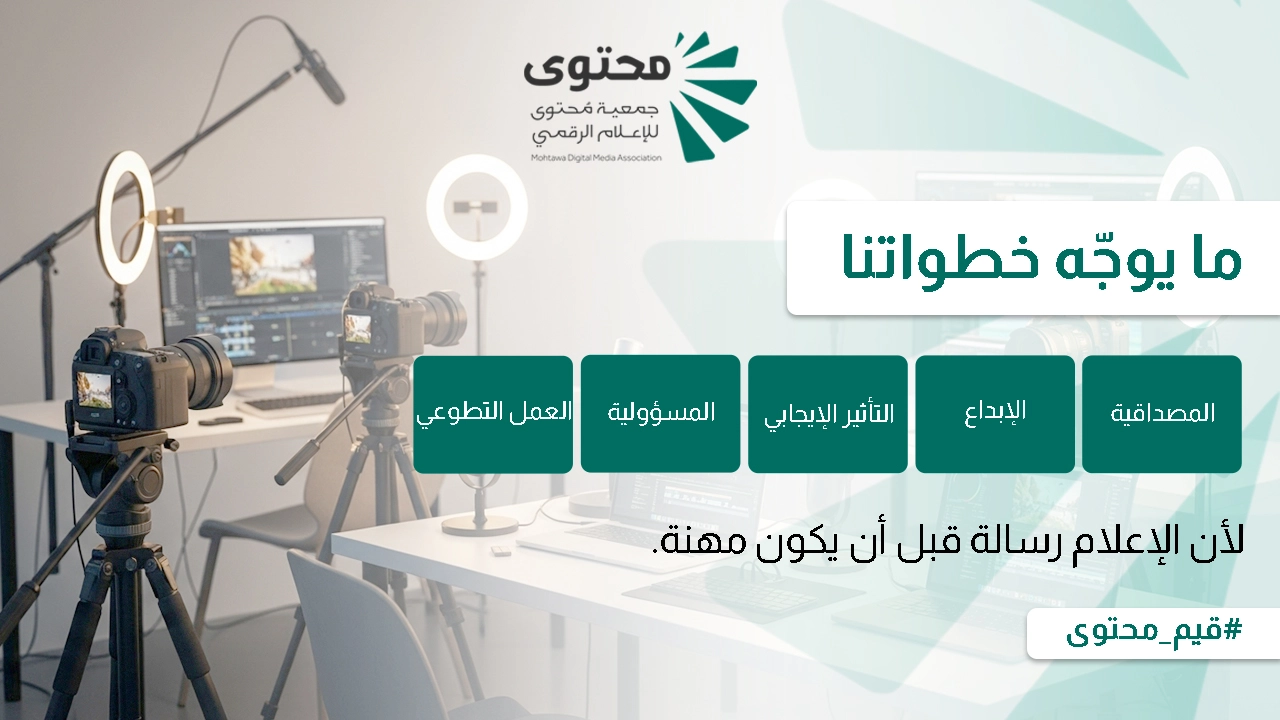 محتوى
جمعية مُحتوى
للإعلام الرقمي
Mohtawa Digital Media Association
ما يوجّه خطواتنا
المصداقية
الإبداع
التأثير الإيجابي
المسؤولية
العمل التطوعي
لأن الإعلام رسالة قبل أن يكون مهنة.
#قيم_محتوى